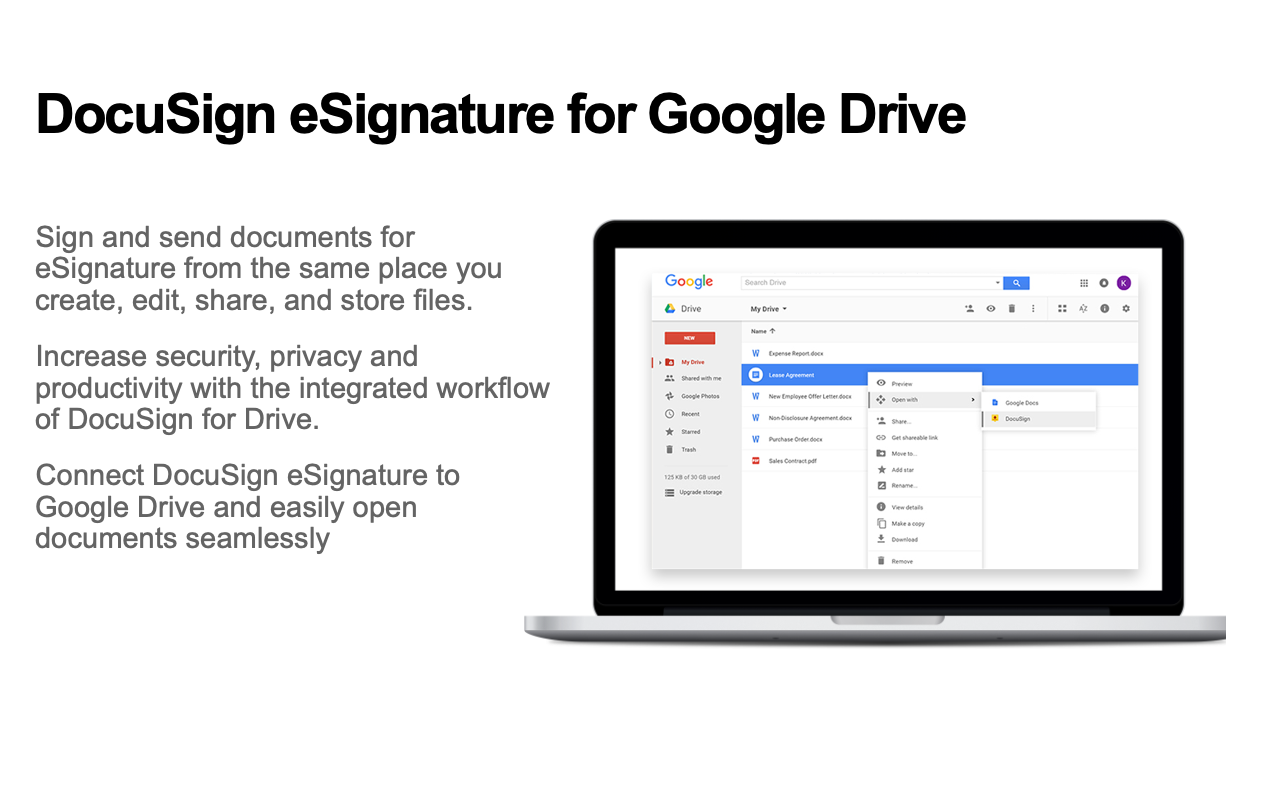 DocuSign eSignature for Google Drive
Sign and send documents for
eSignature from the same place you
create, edit, share, and store files.
Increase security, privacy and
productivity with the integrated workflow
of DocuSign for Drive.
Connect DocuSign eSignature to
Google Drive and easily open
documents seamlessly
Google
Search Drive
K
Drive
My Drive
NEW
Name
My Drive
Shared with me
Google Photos
Recent
Starred
Trash
125 KB of 30 GB used
Upgrade storage
Expense Report.docx
Lease Agreement
New Employee Offer Letter.docx
Non-Disclosure Agreement.docx
Purchase Order.docx
PDF
Sales Contract.pdf
Preview
Open with
Share...
Get shareable link
Move to...
Add star
Rename...
View details
Make a copy
Download
Remove
Google Docs
DocuSign